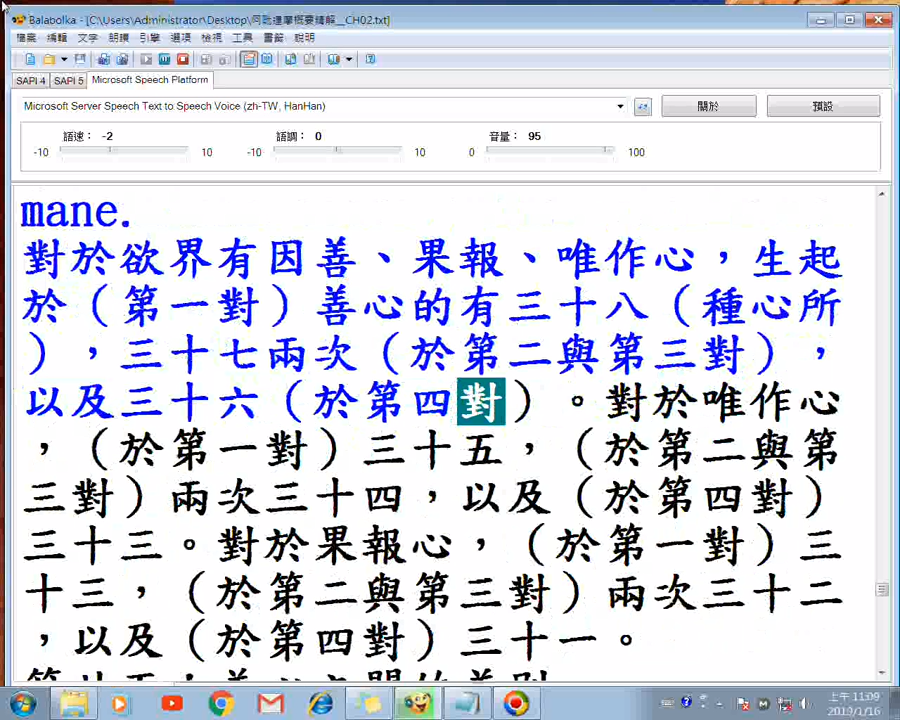 Balabolka - [C:\Users\Administrator\Desktop\阿毗達摩概要精解__CH02.txt]
檔案 編輯 文字 朗讀 引擎 選項 檢視 工具 書籤 說明
SAPI 4 SAPI 5 Microsoft Speech Platform
Microsoft Server Speech Text to Speech Voice (zh-TW, HanHan) 關於 預設
語速： -2 語調： 0 音量： 95
-10 10 -10 10 0 100
mane.
對於欲界有因善、果報、唯作心，生起
於（第一對）善心的有三十八（種心所
），三十七兩次（於第二與第三對），
以及三十六（於第四對）。對於唯作心
，（於第一對）三十五，（於第二與第
三對）兩次三十四，以及（於第四對）
三十三。對於果報心，（於第一對）三
十三，（於第二與第三對）兩次三十二
，以及（於第四對）三十一。
上午 11:09
2019/1/16